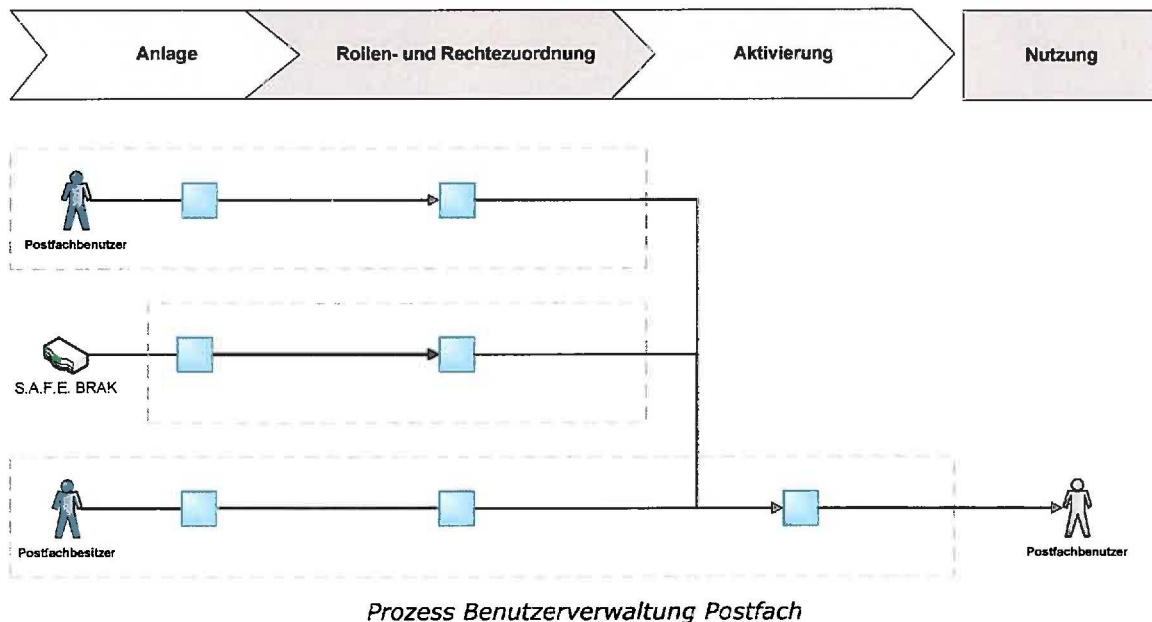 Anlage
Rollen- und Rechtezuordnung
Aktivierung
Nutzung
Postfachbenutzer
S.A.F.E. BRAK
Postfachbesitzer
Postfachbenutzer
Prozess Benutzerverwaltung Postfach